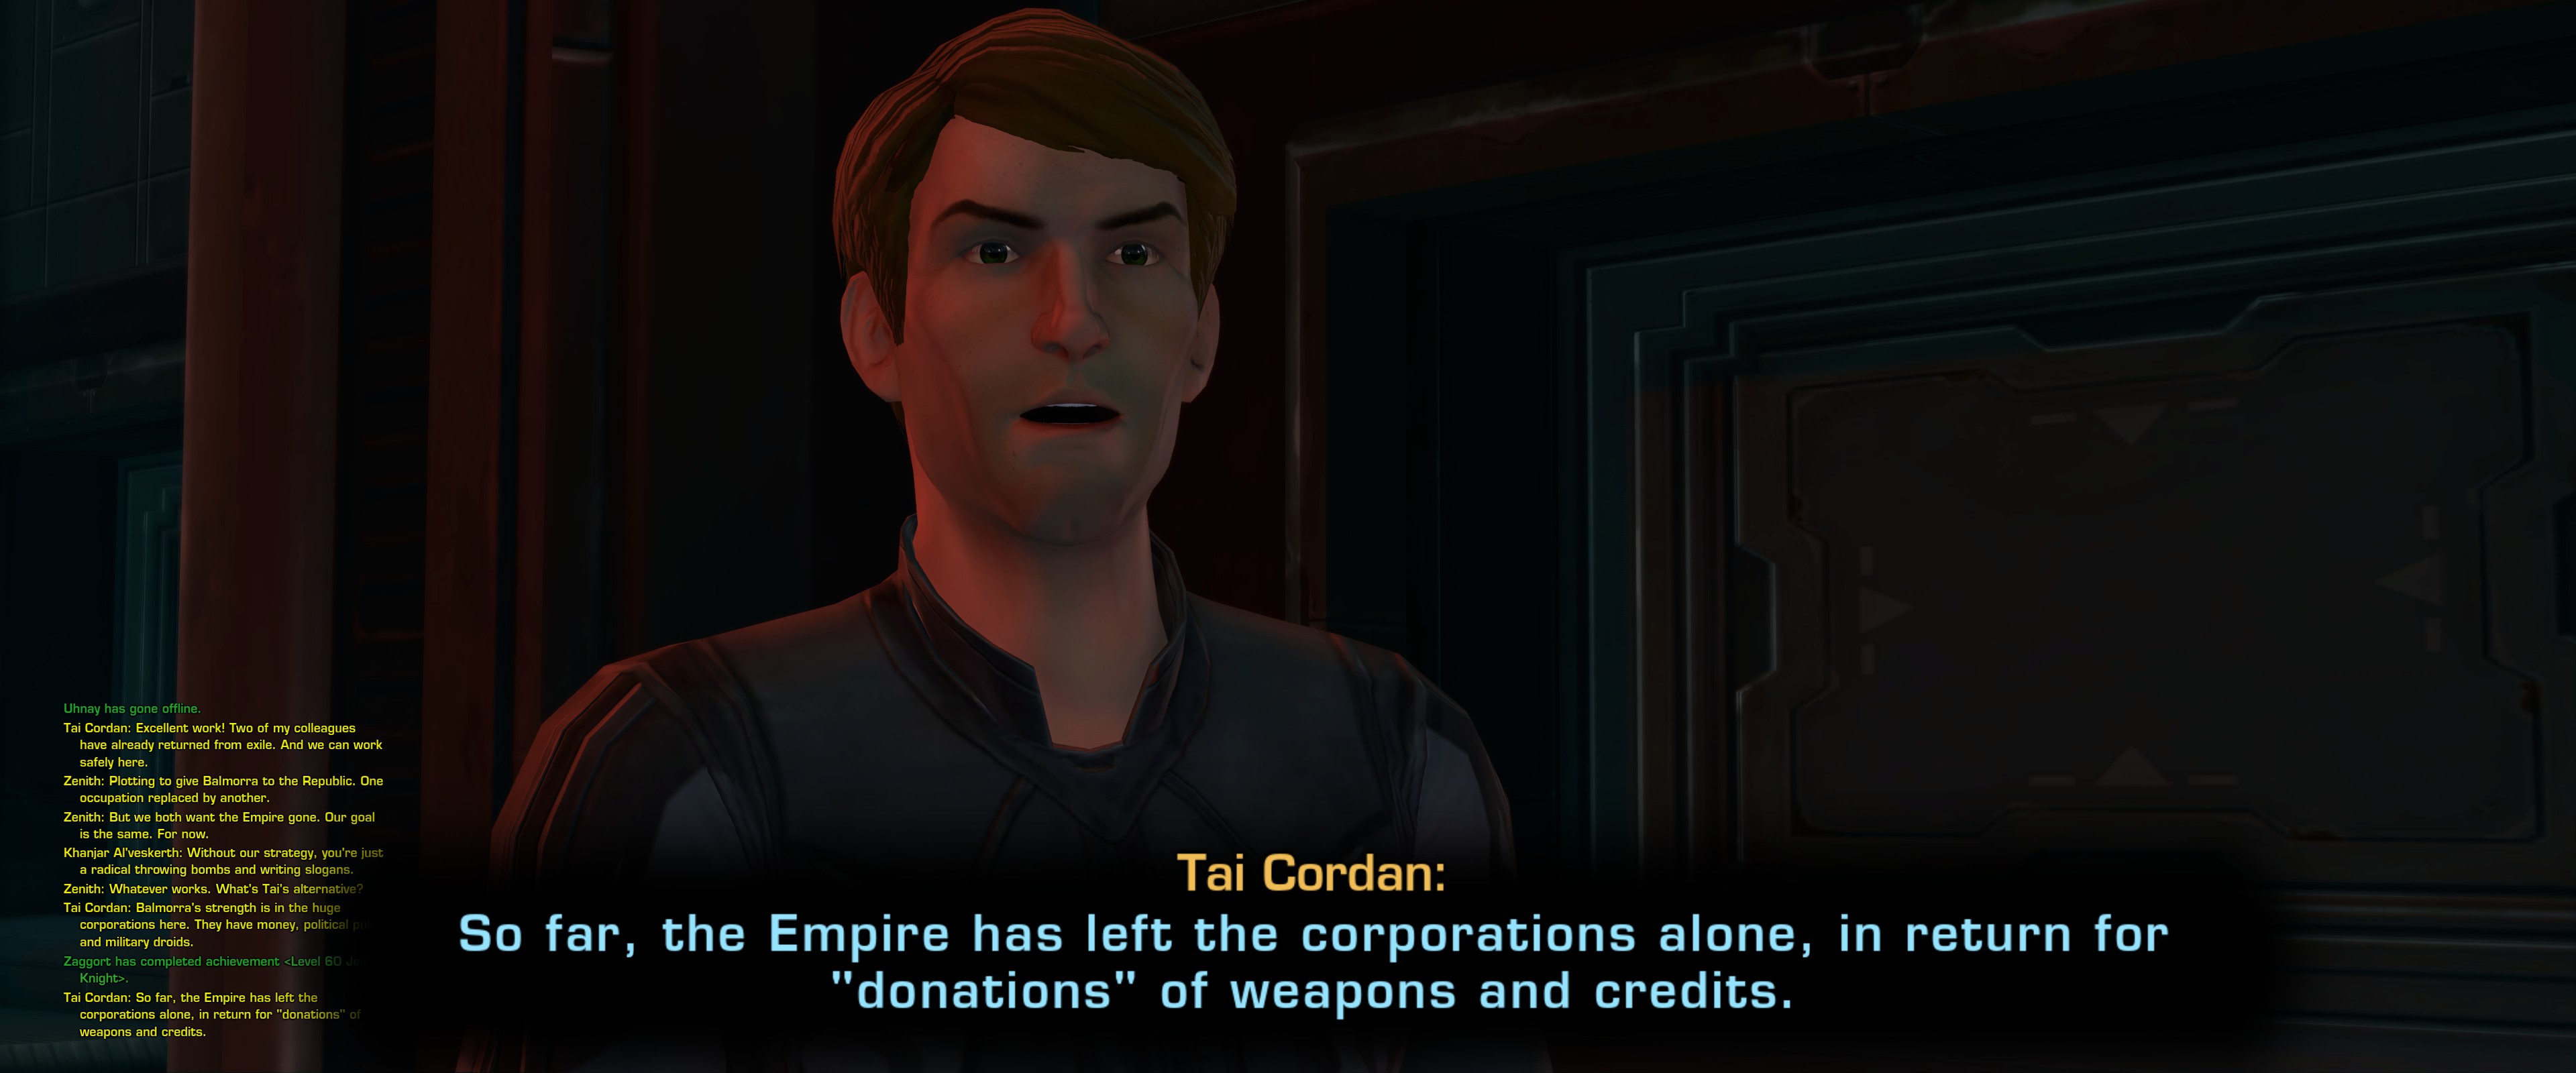 Uhnay has gone offline.
Tai Cordan: Excellent work! Two of my colleagues
have already returned from exile. And we can work
safely here.
Zenith: Plotting to give Balmorra to the Republic. One
occupation replaced by another.
Zenith: But we both want the Empire gone. Our goal
is the same. For now.
Khanjar Al'veskerth: Without our strategy, you're just
a radical throwing bombs and writing slogans.
Zenith: Whatever works. What's Tai's alternative?
Tai Cordan: Balmorra's strength is in the huge
corporations here. They have money, political
and military droids.
Zaggort has completed achievement <Level 60
Knight>.
Tai Cordan: So far, the Empire has left the
corporations alone, in return for "donations" of
weapons and credits.
Tai Cordan:
So far, the Empire has left the corporations alone, in return for
"donations" of weapons and credits.